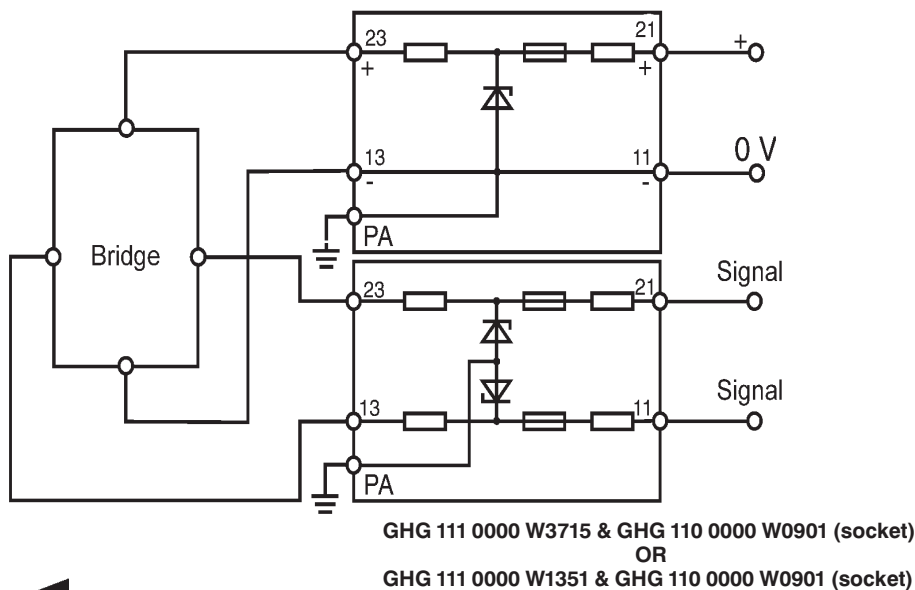 23
21
+
+
+
13
11
0 V
-
-
PA
Bridge
Signal
23
21
Signal
13
11
PA
GHG 111 0000 W3715 & GHG 110 0000 W0901 (socket)
OR
GHG 111 0000 W1351 & GHG 110 0000 W0901 (socket)